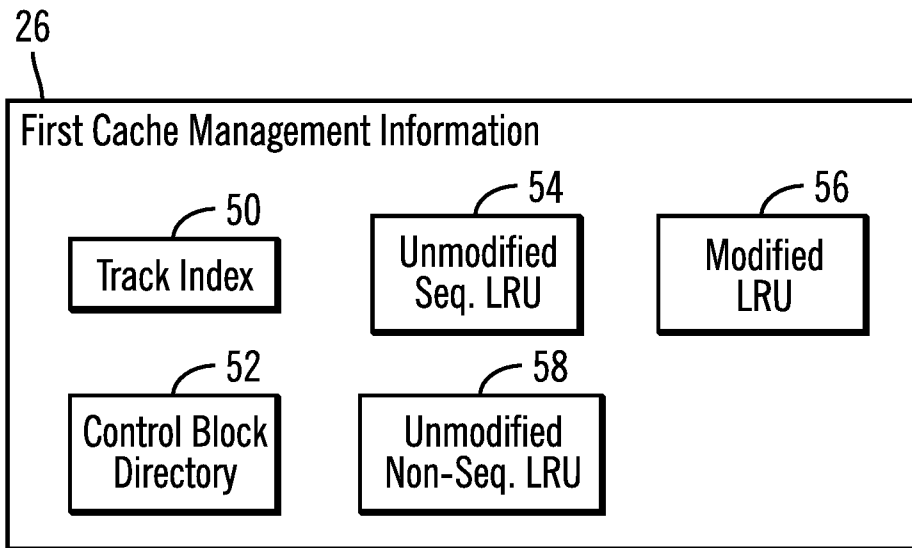 26
First Cache Management Information
50
Track Index
54
Unmodified
Seq. LRU
56
Modified
LRU
52
Control Block
Directory
58
Unmodified
Non-Seq. LRU